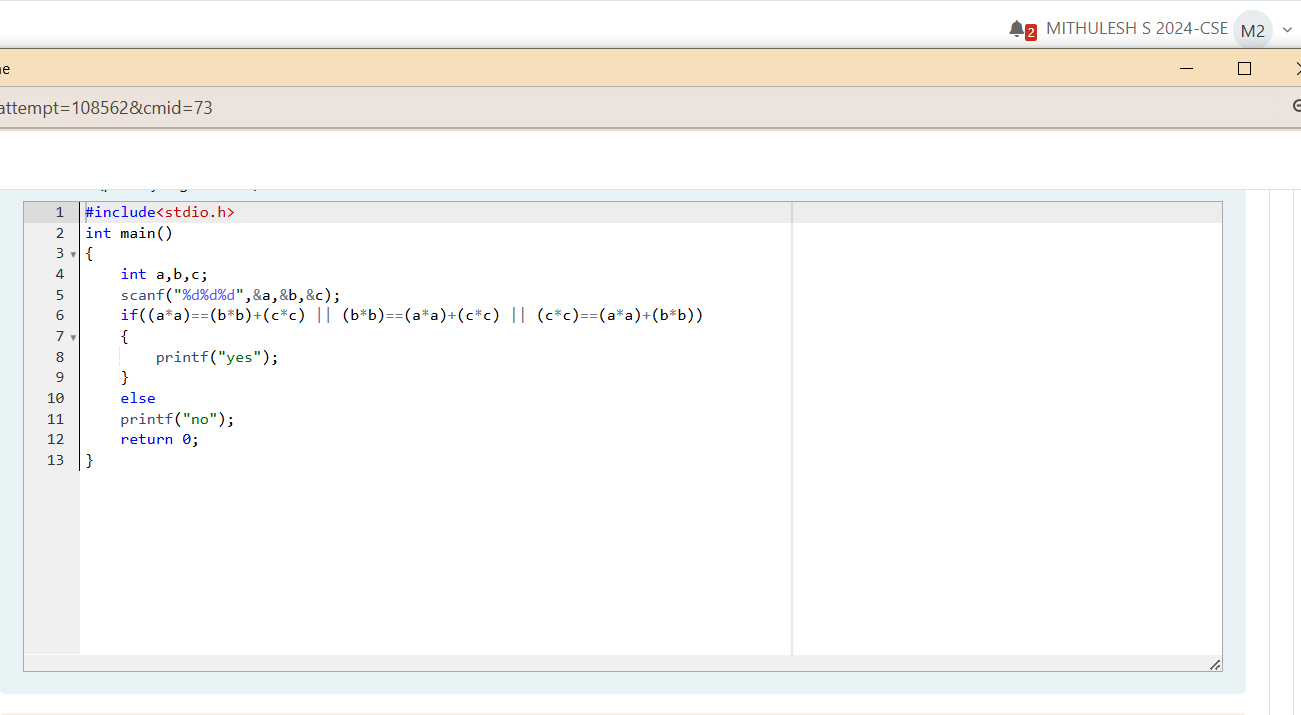 2 MITHULESH S 2024-CSE M2
attempt=108562&cmid=73
1 #include<stdio.h>
2 int main()
3 {
4 int a,b,c;
5 scanf("%d%d%d",&a,&b,&c);
6 if((a*a)==(b*b)+(c*c) || (b*b)==(a*a)+(c*c) || (c*c)==(a*a)+(b*b))
7 {
8 printf("yes");
9 }
10 else
11 printf("no");
12 return 0;
13 }